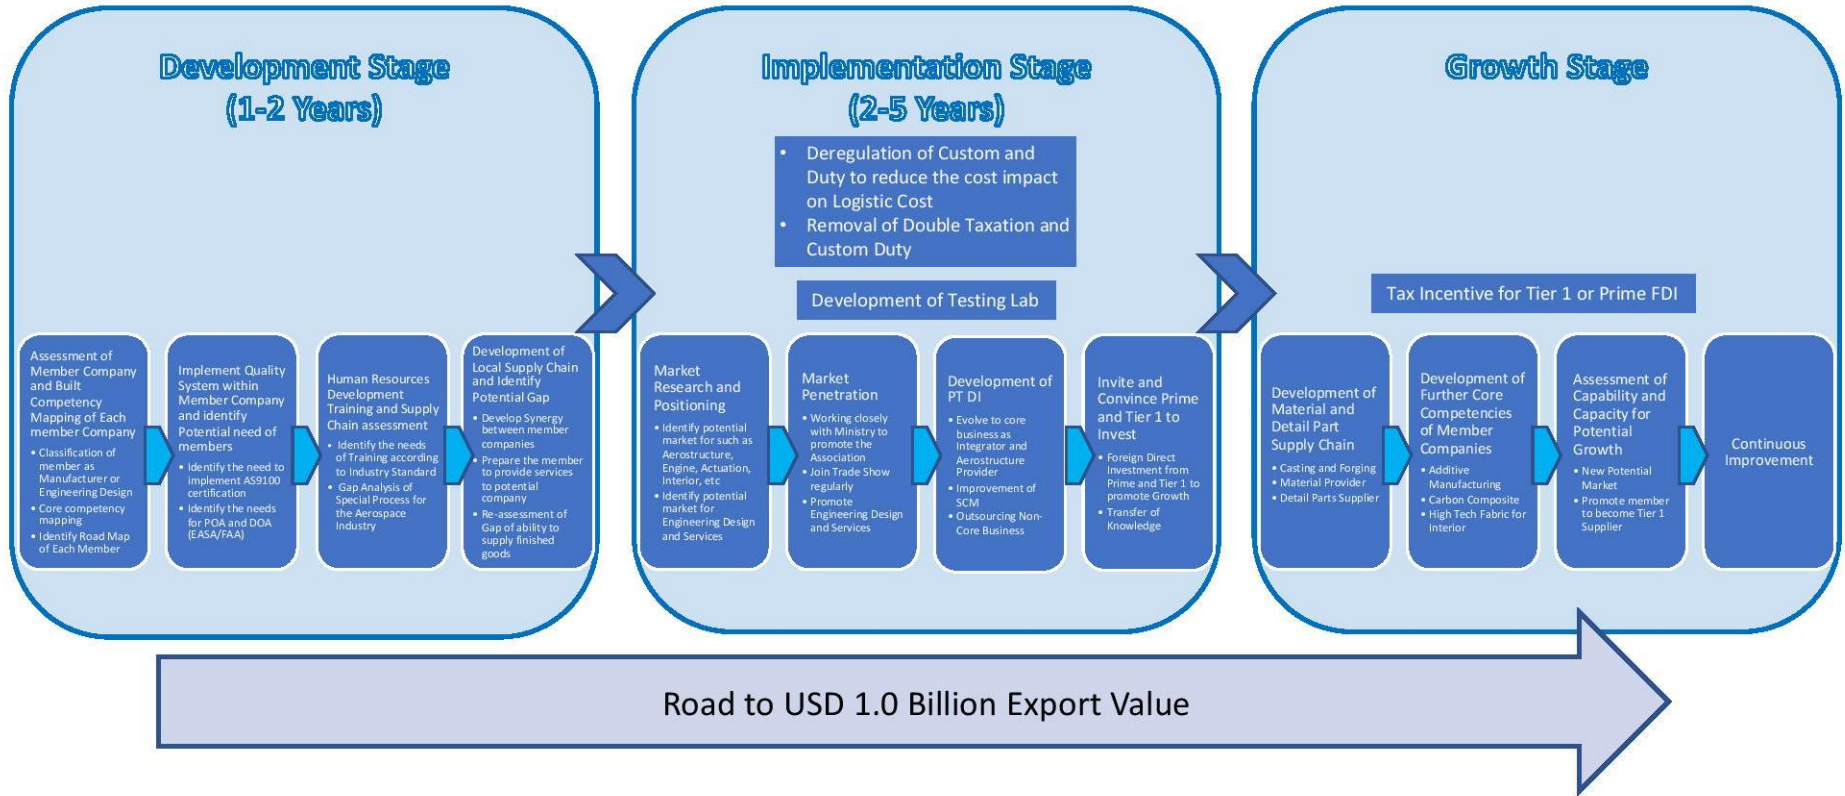 Development Stage
(1-2 Years)
Assessment of
Member Company
and Built
Competency
Mapping of Each
member Company
• Classification of
member as
Manufacturer or
Engineering Design
• Core competency
mapping
• Identify Road Map
of Each Member
Implement Quality
System within
Member Company
and identify
Potential need of
members
• Identify the need to
implement AS9100
certification
• Identify the needs
for POA and DOA
(EASA/FAA)
Human Resources
Development
Training and Supply
Chain assessment
• Identify the needs
of Training according
to Industry Standard
• Gap Analysis of
Special Process for
the Aerospace
Industry
Development of
Local Supply Chain
and Identify
Potential Gap
• Develop Synergy
between member
companies
• Prepare the member
to provide services
to potential
company
• Re-assessment of
Gap of ability to
supply finished
goods
Implementation Stage
(2-5 Years)
• Deregulation of Custom and
Duty to reduce the cost impact
on Logistic Cost
• Removal of Double Taxation and
Custom Duty
Development of Testing Lab
Market
Research and
Positioning
• Identify potential
market for such as
Aerostructure,
Engine, Actuation,
Interior, etc
• Identify potential
market for
Engineering Design
and Services
Market
Penetration
• Working closely
with Ministry to
promote the
Association
• Join Trade Show
regularly
• Promote
Engineering Design
and Services
Development of
PT DI
• Evolve to core
business as
Integrator and
Aerostructure
Provider
• Improvement of
SCM
• Outsourcing Non-
Core Business
Invite and
Convince Prime
and Tier 1 to
Invest
• Foreign Direct
Investment from
Prime and Tier 1 to
promote Growth
• Transfer of
Knowledge
Growth Stage
Tax Incentive for Tier 1 or Prime FDI
Development of
Material and
Detail Part
Supply Chain
• Casting and Forging
• Material Provider
• Detail Parts Supplier
Development of
Further Core
Competencies
of Member
Companies
• Additive
Manufacturing
• Carbon Composite
• High Tech Fabric for
Interior
Assessment of
Capability and
Capacity for
Potential
Growth
• New Potential
Market
• Promote member
to become Tier 1
Supplier
Continuous
Improvement
Road to USD 1.0 Billion Export Value